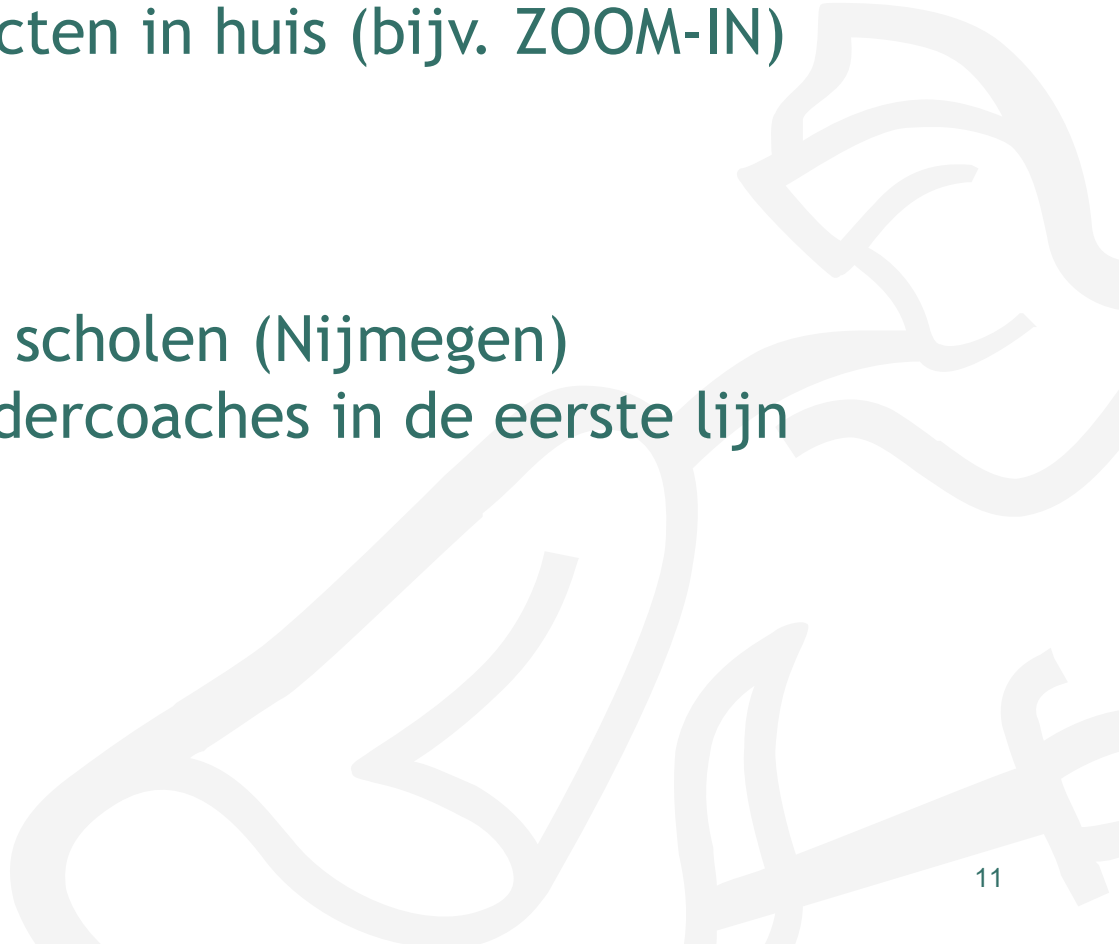 cten in huis (bijv. ZOOM-IN)
scholen (Nijmegen)
dercoaches in de eerste lijn
11